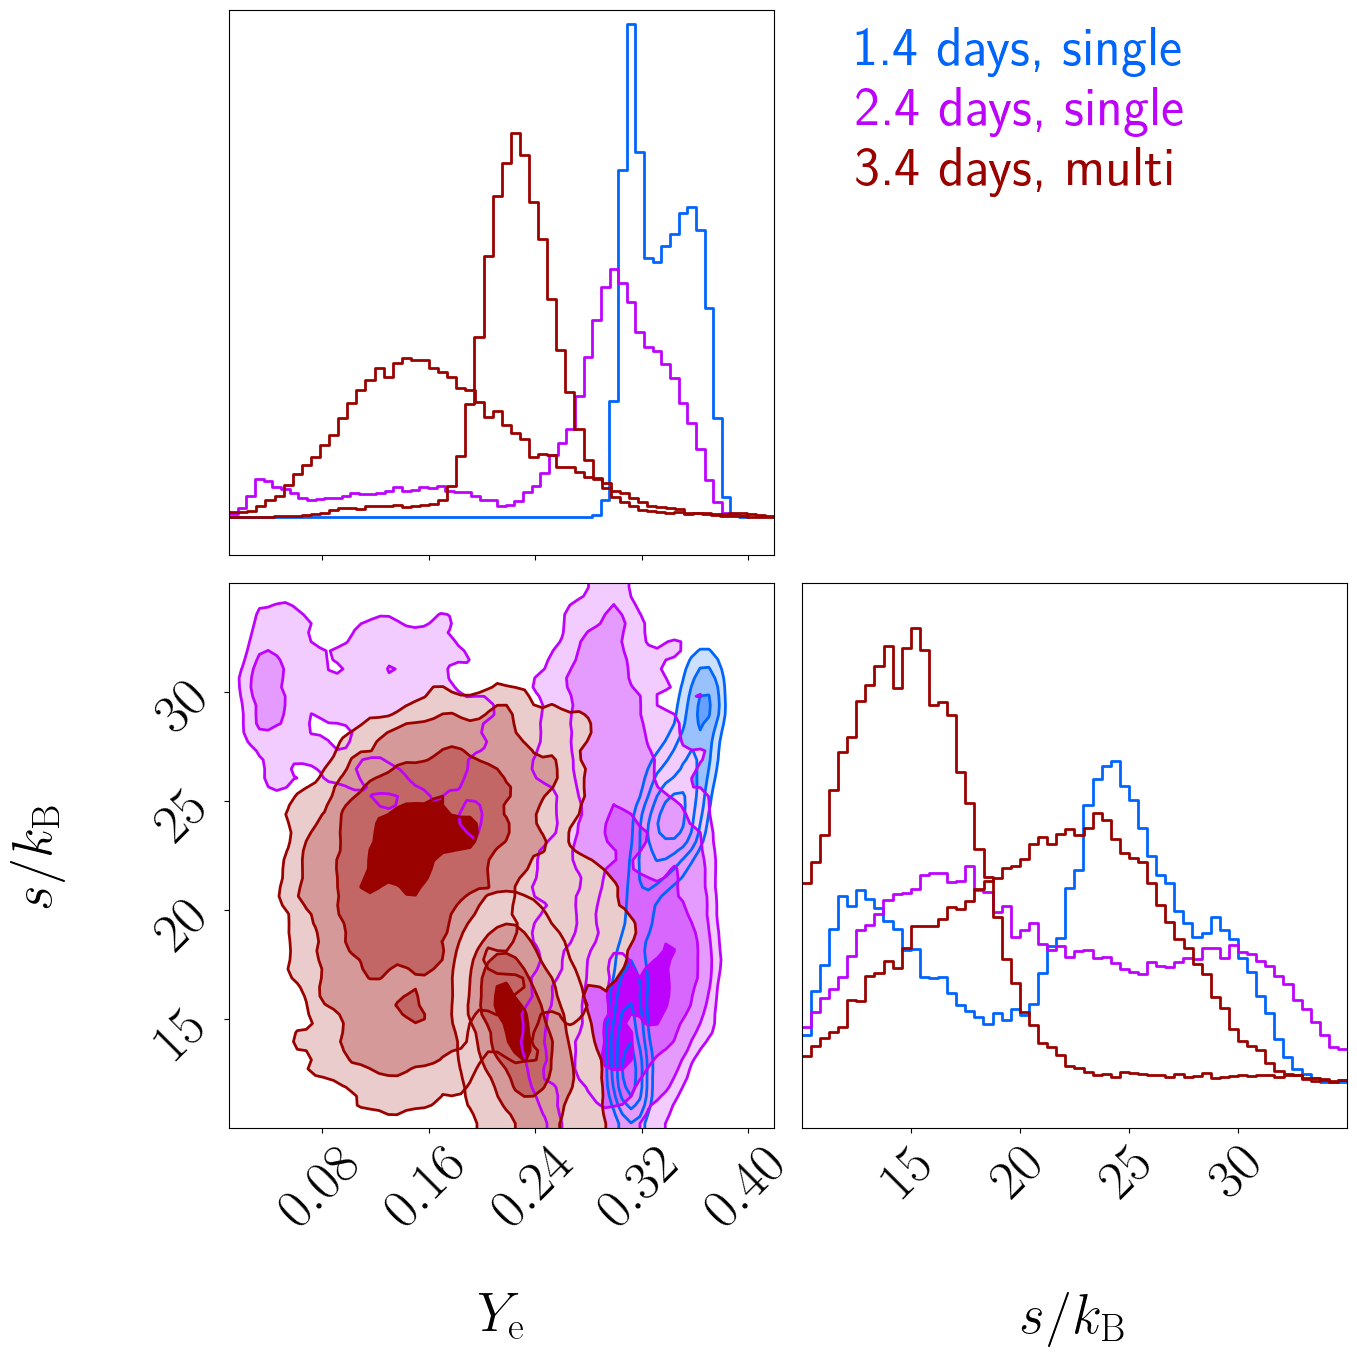 1.4 days, single
2.4 days, single
3.4 days, multi
30
25
20
15
s/k_B
0.08 0.16 0.24 0.32 0.40
15 20 25 30
Y_e
s/k_B